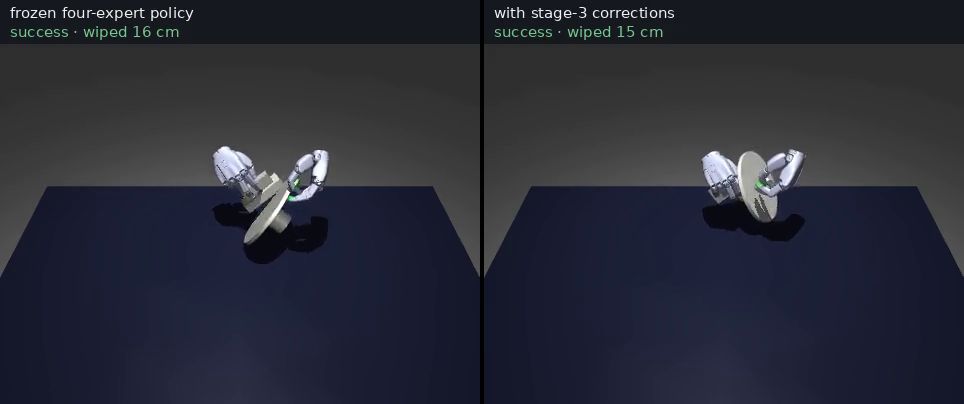 frozen four-expert policy
success · wiped 16 cm
with stage-3 corrections
success · wiped 15 cm